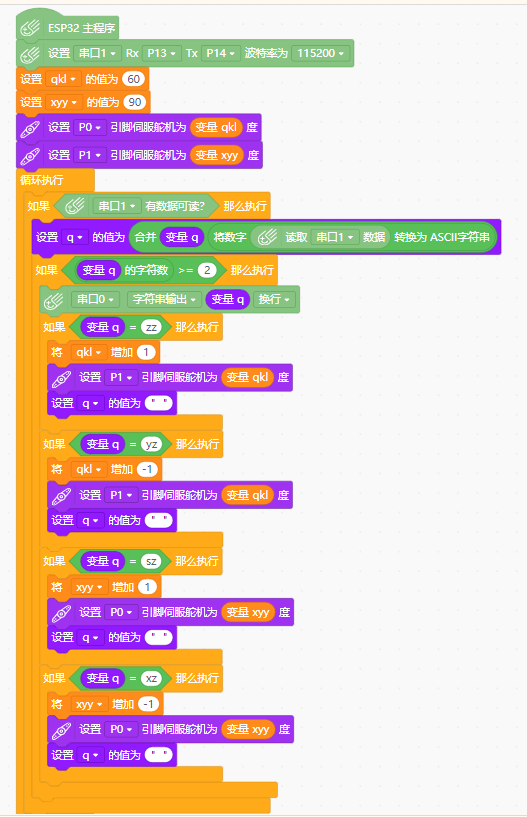 ESP32 主程序
设置 串口1 Rx P13 Tx P14 波特率为 115200
设置 qkl 的值为 60
设置 xyy 的值为 90
设置 P0 引脚伺服舵机为 变量 qkl 度
设置 P1 引脚伺服舵机为 变量 xyy 度
循环执行
如果 串口1 有数据可读? 那么执行
设置 q 的值为 合并 变量 q 将数字 读取 串口1 数据 转换为 ASCII字符串
如果 变量 q 的字符数 >= 2 那么执行
串口0 字符串输出 变量 q 换行
如果 变量 q = zz 那么执行
将 qkl 增加 1
设置 P1 引脚伺服舵机为 变量 qkl 度
设置 q 的值为 " "
如果 变量 q = yz 那么执行
将 qkl 增加 -1
设置 P1 引脚伺服舵机为 变量 qkl 度
设置 q 的值为 " "
如果 变量 q = sz 那么执行
将 xyy 增加 1
设置 P0 引脚伺服舵机为 变量 xyy 度
设置 q 的值为 " "
如果 变量 q = xz 那么执行
将 xyy 增加 -1
设置 P0 引脚伺服舵机为 变量 xyy 度
设置 q 的值为 " "